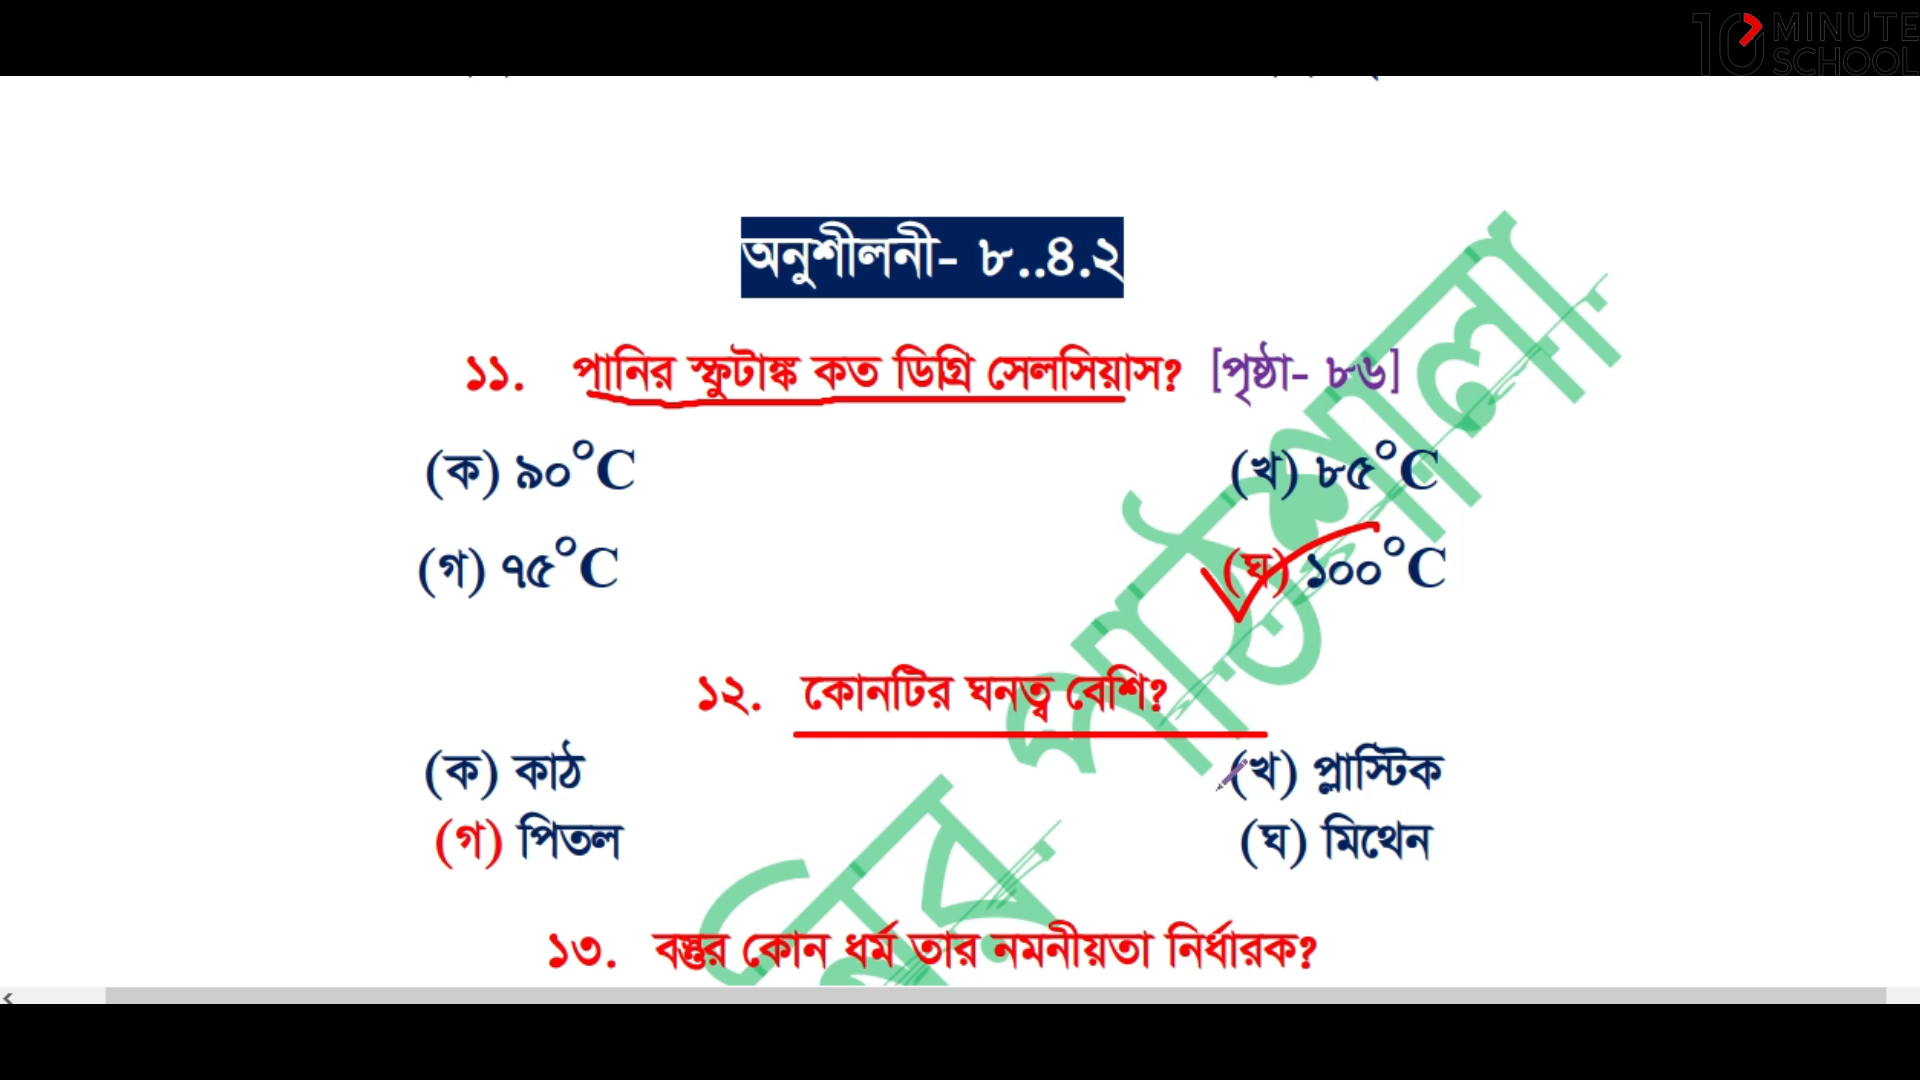 10 MINUTE SCHOOL
অনুশীলনী- ৮..৪.২
১১. পানির স্ফুটাঙ্ক কত ডিগ্রি সেলসিয়াস? [পৃষ্ঠা- ৮৬]
(ক) ৯০°C (খ) ৮৫°C
(গ) ৭৫°C (ঘ) ১০০°C
১২. কোনটির ঘনত্ব বেশি?
(ক) কাঠ (খ) প্লাস্টিক
(গ) পিতল (ঘ) মিথেন
১৩. বস্তুর কোন ধর্ম তার নমনীয়তা নির্ধারক?
পাঠশালা